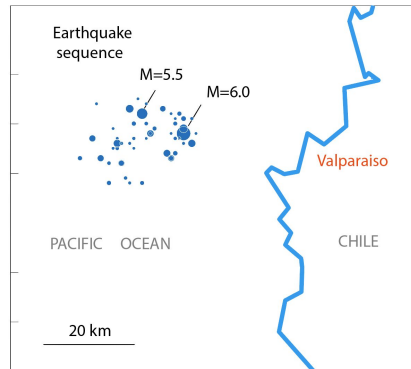 Earthquake
sequence
M=5.5
M=6.0
Valparaiso
PACIFIC OCEAN
CHILE
20 km